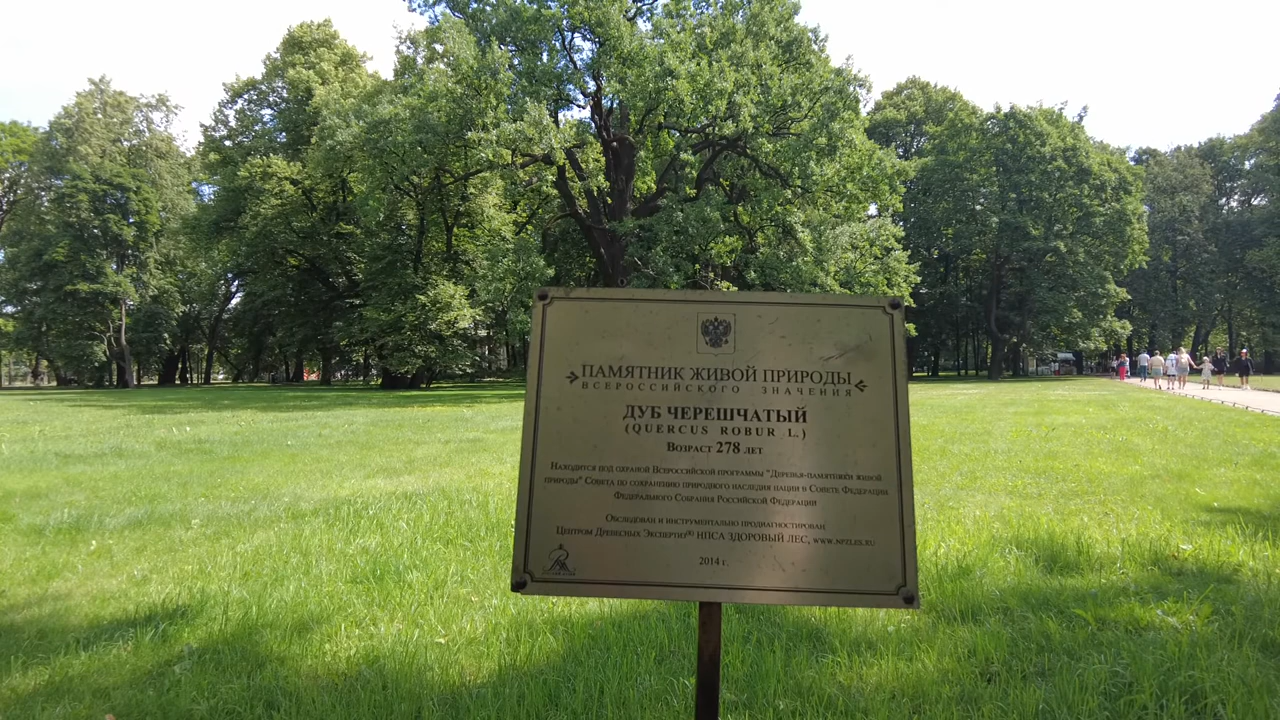 ПАМЯТНИК ЖИВОЙ ПРИРОДЫ
ВСЕРОССИЙСКОГО ЗНАЧЕНИЯ
ДУБ ЧЕРЕШЧАТЫЙ
(QUERCUS ROBUR L.)
ВОЗРАСТ 278 ЛЕТ
НАХОДИТСЯ ПОД ОХРАНОЙ ВСЕРОССИЙСКОЙ ПРОГРАММЫ "ДЕРЕВЬЯ-ПАМЯТНИКИ ЖИВОЙ
ПРИРОДЫ" СОВЕТА ПО СОХРАНЕНИЮ ПРИРОДНОГО НАСЛЕДИЯ НАЦИИ В СОВЕТЕ ФЕДЕРАЦИИ
ФЕДЕРАЛЬНОГО СОБРАНИЯ РОССИЙСКОЙ ФЕДЕРАЦИИ
ОБСЛЕДОВАН И ИНСТРУМЕНТАЛЬНО ПРОДИАГНОСТИРОВАН
ЦЕНТРОМ ДРЕВЕСНЫХ ЭКСПЕРТИЗ НПСА ЗДОРОВЫЙ ЛЕС, WWW.NPZLES.RU
2014 г.